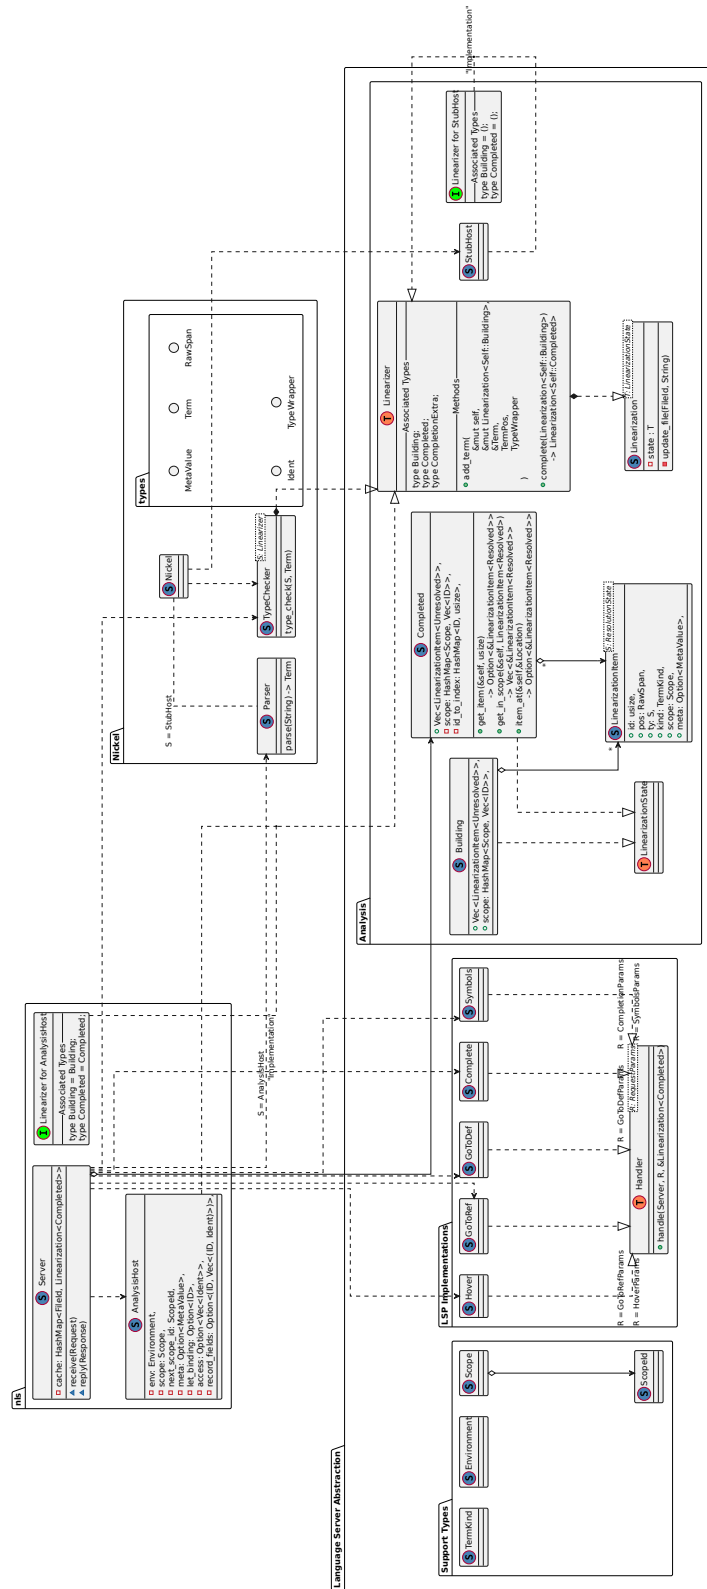 nls
S Server
cache: HashMap<FileId, Linearization<Completed>>
receive(Request)
reply(Response)
I Linearizer for AnalysisHost
Associated Types
type Building = Building;
type Completed = Completed;
S AnalysisHost
env: Environment,
scope: Scope,
next_scope_id: ScopeId,
meta: Option<MetaValue>,
let_binding: Option<ID>,
access: Option<Vec<Ident>>,
record_fields: Option<(ID, Vec<(ID, Ident)>)>
Nickel
types
MetaValue
Term
RawSpan
Ident
TypeWrapper
S Nickel
S Parser
parse(String) -> Term
S TypeChecker
S: Linearizer
type_check(S, Term)
S = StubHost
S = AnalysisHost
"Implementation"
Language Server Abstraction
Support Types
S TermKind
S Environment
S Scope
S ScopeId
LSP Implementations
S Hover
S GoToRef
S GoToDef
S Complete
S Symbols
T Handler
R: RequestParams
handle(Server, R, &Linearization<Completed>)
R = GoToRefParams
R = HoverParams
R = GoToDefParams
R = CompletionParams
R = SymbolsParams
Analysis
S Building
Vec<LinearizationItem<Unresolved>>,
scope: HashMap<Scope, Vec<ID>>,
S Completed
Vec<LinearizationItem<Unresolved>>,
scope: HashMap<Scope, Vec<ID>>,
id_to_index: HashMap<ID, usize>,
get_item(&self, usize)
-> Option<&LinearizationItem<Resolved>>
get_in_scope(&self, LinearizationItem<Resolved>)
-> Vec<&LinearizationItem<Resolved>>
item_at(&self,&Location)
-> Option<&LinearizationItem<Resolved>>
T LinearizationState
S LinearizationItem
S: ResolutionState
id: usize,
pos: RawSpan,
ty: S,
kind: TermKind,
scope: Scope,
meta: Option<MetaValue>,
*
*
T Linearizer
Associated Types
type Building;
type Completed;
type CompletionExtra;
Methods
add_term(
&mut self,
&mut Linearization<Self::Building>,
&Term,
TermPos,
TypeWrapper
)
complete(Linearization<Self::Building>)
-> Linearization<Self::Completed>
S Linearization
S: LinearizationState
state : T
update_file(FileId, String)
S StubHost
I Linearizer for StubHost
Associated Types
type Building = ();
type Completed = ();
"Implementation"